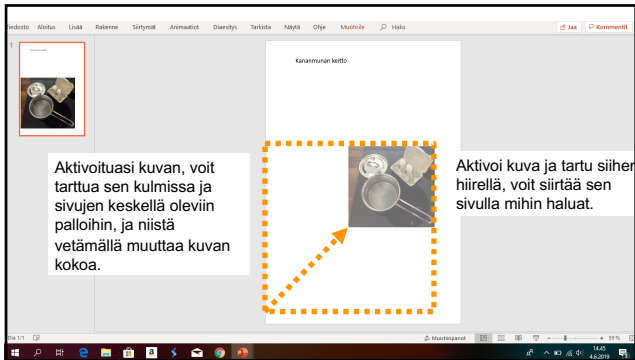 Tiedosto Aloitus Lisää Rakenne Siirtymät Animaatiot Diaesitys Tarkista Näytä Ohje Muotoile Haku Jaa Kommentit
1
Kananmunan keitto
Aktivoituasi kuvan, voit
tarttua sen kulmissa ja
sivujen keskellä oleviin
palloihin, ja niistä
vetämällä muuttaa kuvan
kokoa.
Aktivoi kuva ja tartu siihen
hiirellä, voit siirtää sen
sivulla mihin haluat.
Dia 1/1 Muistiinpanot 59 %
14.45
4.6.2019